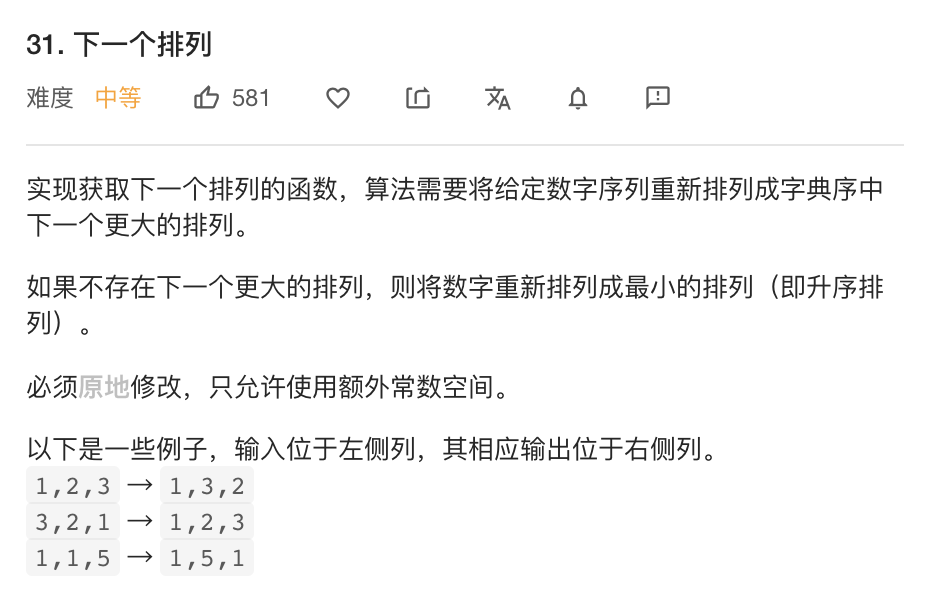 31. 下一个排列
难度 中等 581
实现获取下一个排列的函数，算法需要将给定数字序列重新排列成字典序中
下一个更大的排列。
如果不存在下一个更大的排列，则将数字重新排列成最小的排列（即升序排
列）。
必须原地修改，只允许使用额外常数空间。
以下是一些例子，输入位于左侧列，其相应输出位于右侧列。
1,2,3 → 1,3,2
3,2,1 → 1,2,3
1,1,5 → 1,5,1